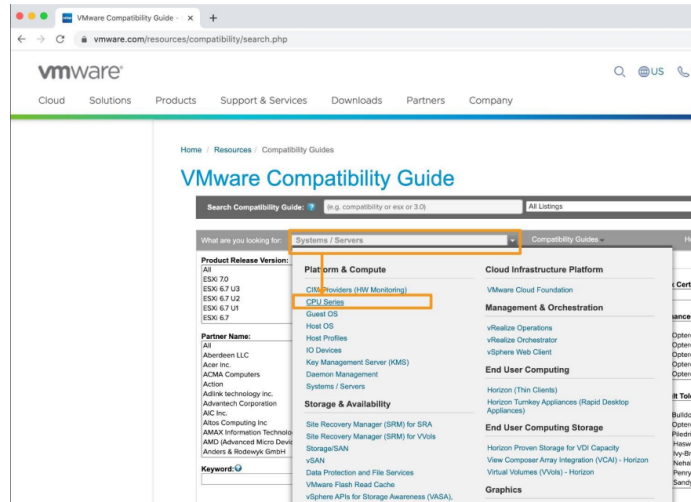 VMware Compatibility Guide - × +
vmware.com/resources/compatibility/search.php
vmware®
US
Cloud Solutions Products Support & Services Downloads Partners Company
Home / Resources / Compatibility Guides
VMware Compatibility Guide
Search Compatibility Guide: ? (e.g. compatibility or esx or 3.0) All Listings
What are you looking for: Systems / Servers Compatibility Guides
Product Release Version:
All
ESXi 7.0
ESXi 6.7 U3
ESXi 6.7 U2
ESXi 6.7 U1
ESXi 6.7
Partner Name:
All
Aberdeen LLC
Acer Inc.
ACMA Computers
Action
Adlink technology inc.
Advantech Corporation
AIC Inc.
Altos Computing Inc
AMAX Information Technolo
AMD (Advanced Micro Devic
Anders & Rodewyk GmbH
Keyword:
Platform & Compute
CIM Providers (HW Monitoring)
CPU Series
Guest OS
Host OS
Host Profiles
IO Devices
Key Management Server (KMS)
Daemon Management
Systems / Servers
Storage & Availability
Site Recovery Manager (SRM) for SRA
Site Recovery Manager (SRM) for VVols
Storage/SAN
vSAN
Data Protection and File Services
VMware Flash Read Cache
vSphere APIs for Storage Awareness (VASA),
Cloud Infrastructure Platform
VMware Cloud Foundation
Management & Orchestration
vRealize Operations
vRealize Orchestrator
vSphere Web Client
End User Computing
Horizon (Thin Clients)
Horizon Turnkey Appliances (Rapid Desktop
Appliances)
End User Computing Storage
Horizon Proven Storage for VDI Capacity
View Composer Array Integration (VCAI) - Horizon
Virtual Volumes (VVols) - Horizon
Graphics